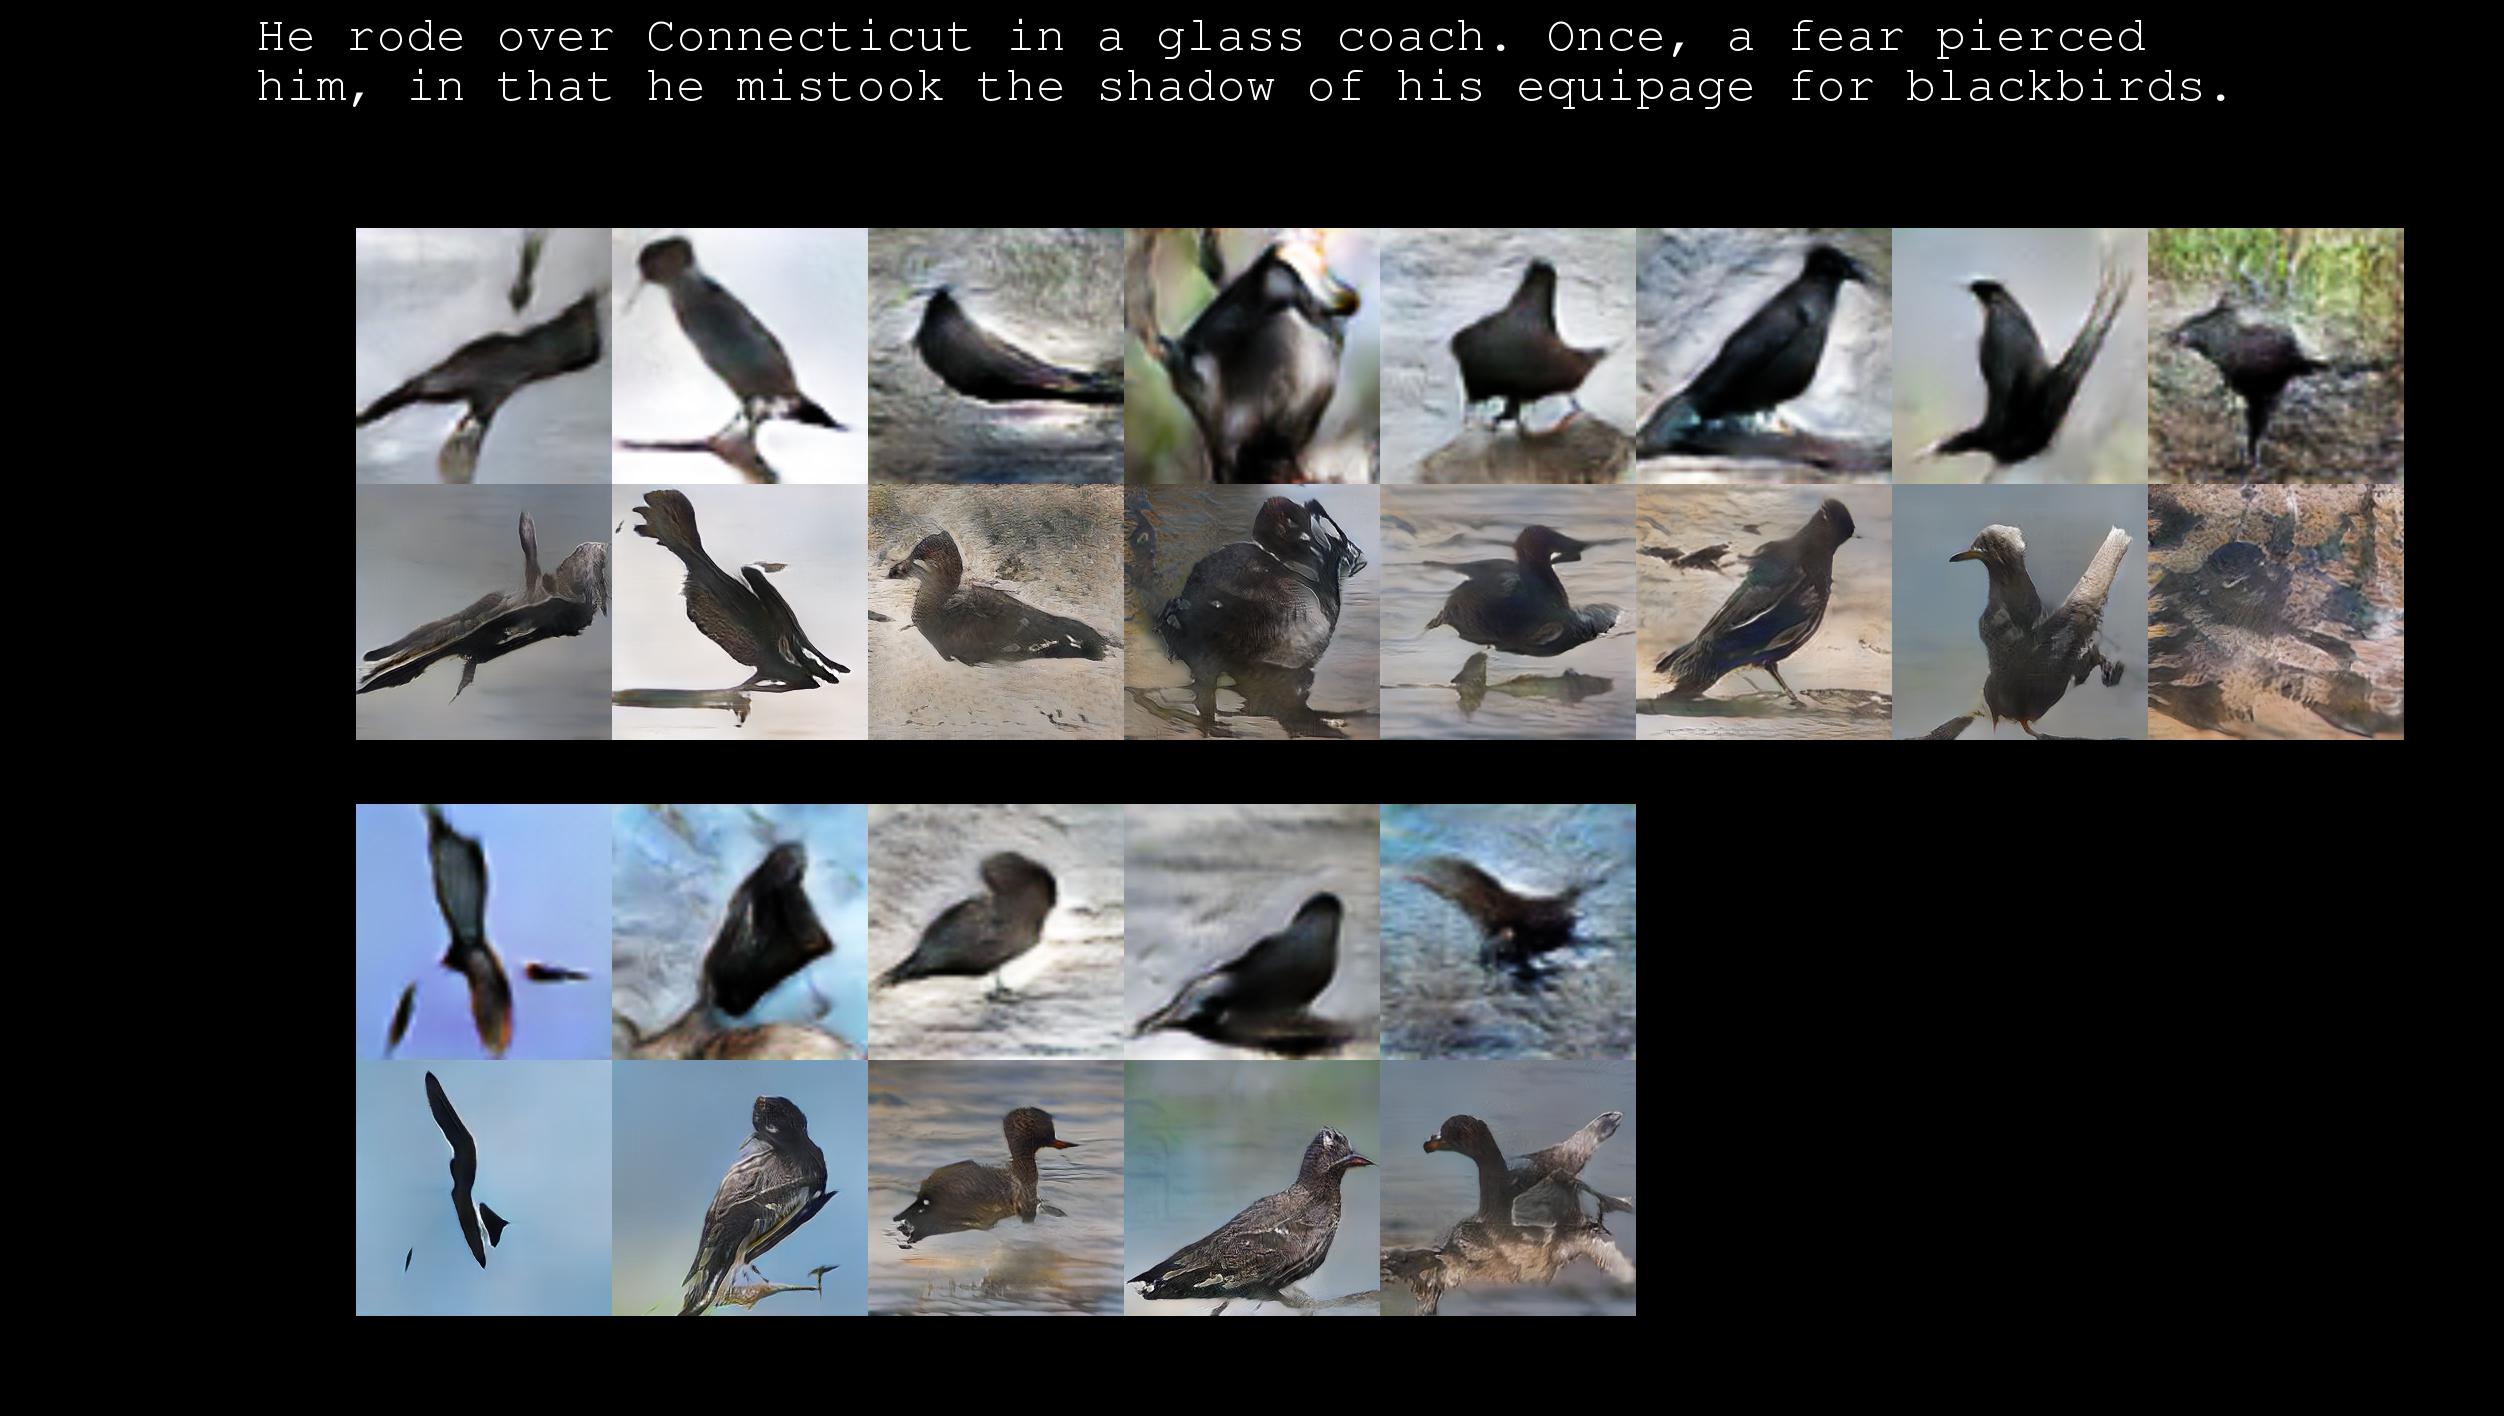 He rode over Connecticut in a glass coach. Once, a fear pierced
him, in that he mistook the shadow of his equipage for blackbirds.